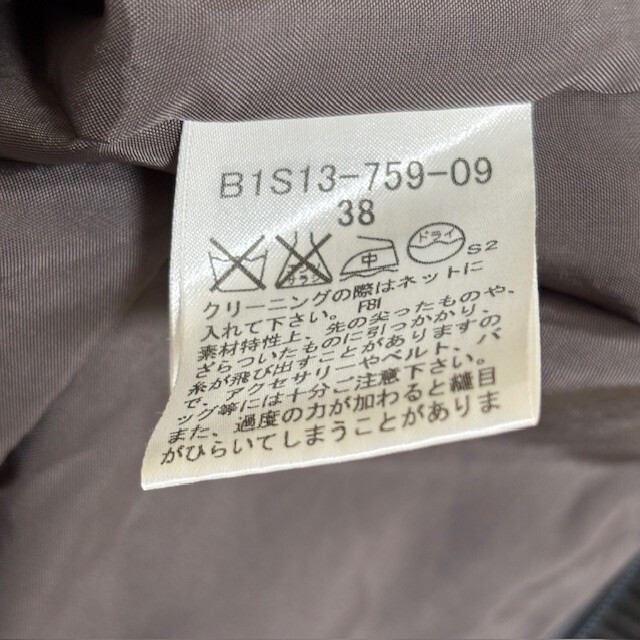 B1S13-759-09
38
中 ドライ S2
クリーニングの際はネットに
入れて下さい。 F8I
素材特性上、先の尖ったものや、
ざらついたものに引っかかり、
糸が飛び出すことがありますの
で、アクセサリーやベルト、バ
ッグ等には十分ご注意下さい。
また、過度の力が加わると縫目
がひらいてしまうことがありま